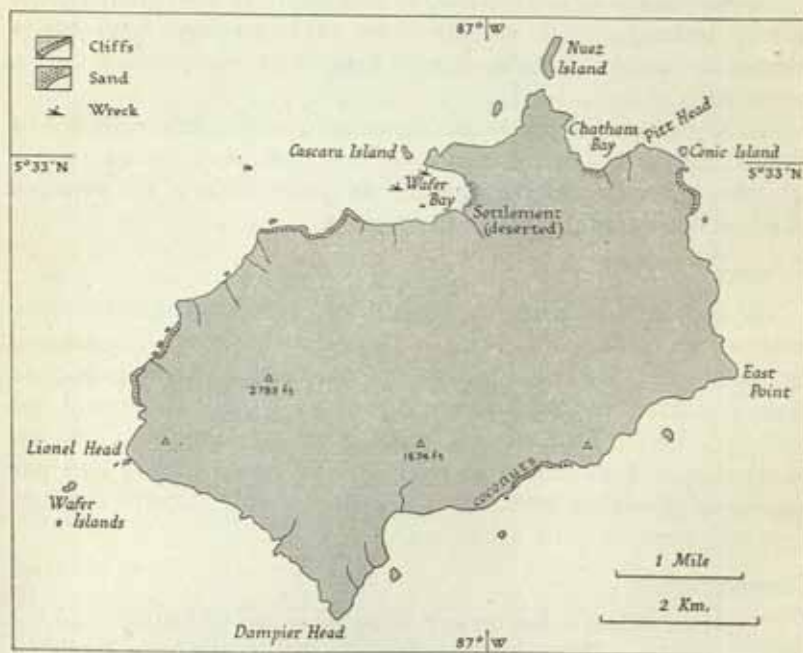 87° W
Cliffs
Sand
Wreck
Nuez
Island
Chatham
Bay
Pitt Head
Cascara Island
Conic Island
5°33'N
5°33'N
Wafer
Bay
Settlement
(deserted)
East
Point
Lionel Head
Wafer
Islands
coconuts
1 Mile
2 Km.
Dampier Head
87° W